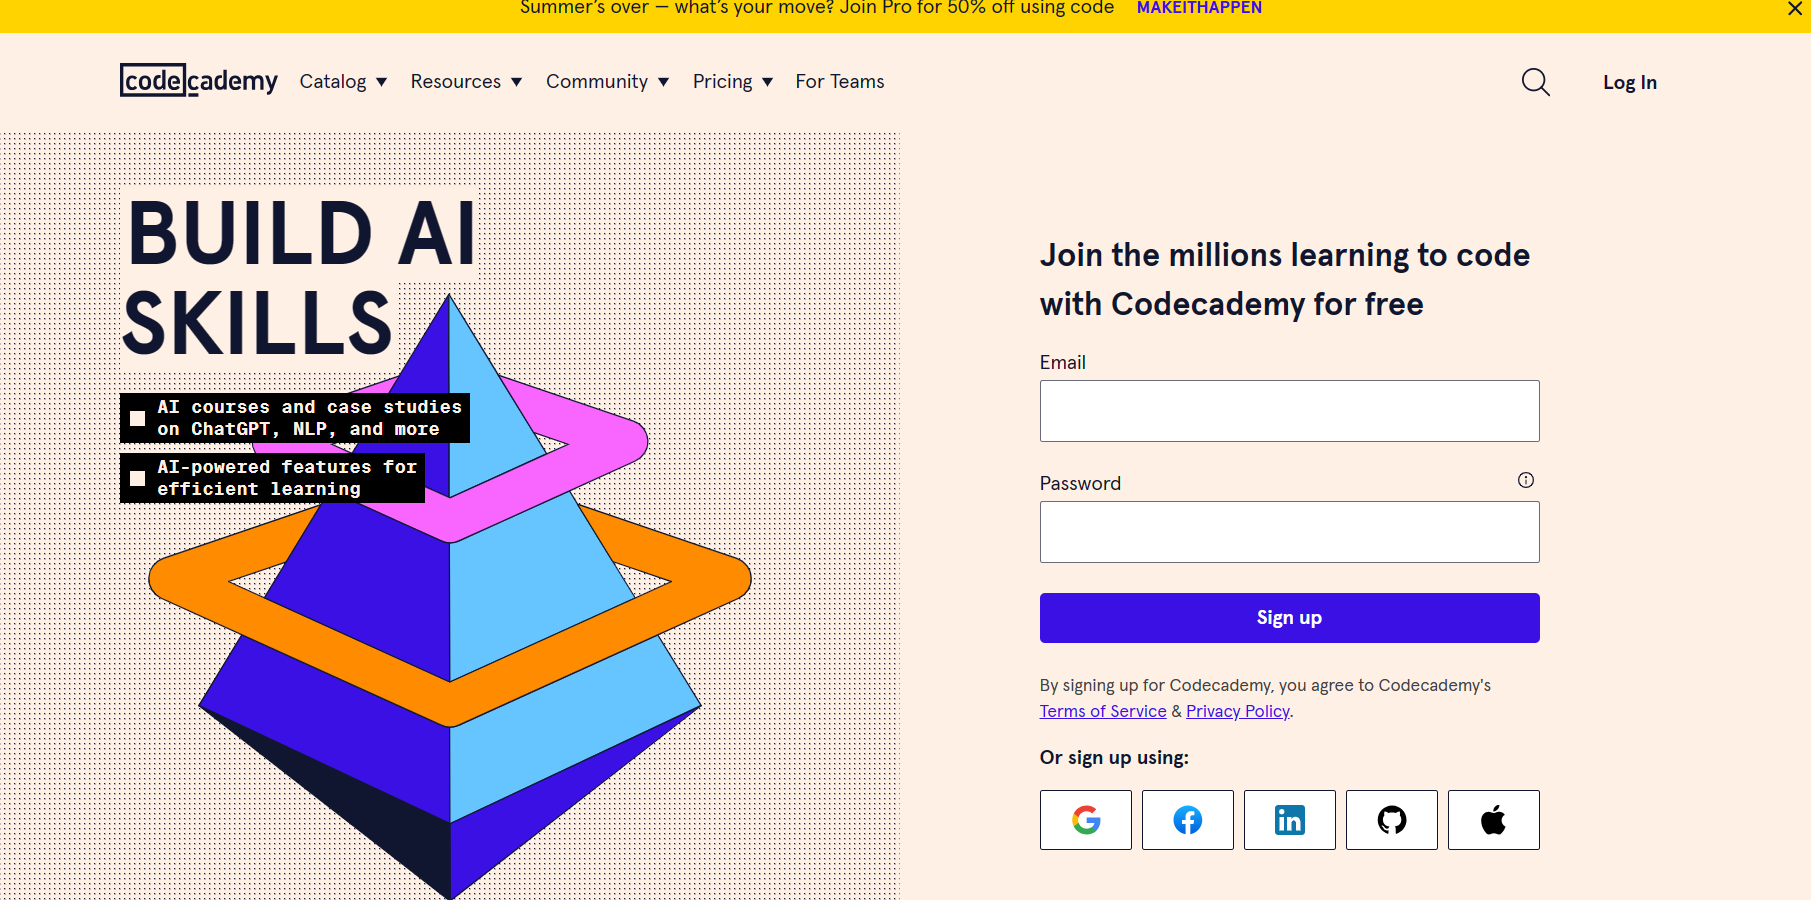 Summer's over — what's your move? Join Pro for 50% off using code MAKEITHAPPEN
codecademy Catalog Resources Community Pricing For Teams Log In
BUILD AI
SKILLS
AI courses and case studies
on ChatGPT, NLP, and more
AI-powered features for
efficient learning
Join the millions learning to code
with Codecademy for free
Email
Password
Sign up
By signing up for Codecademy, you agree to Codecademy's
Terms of Service & Privacy Policy.
Or sign up using: